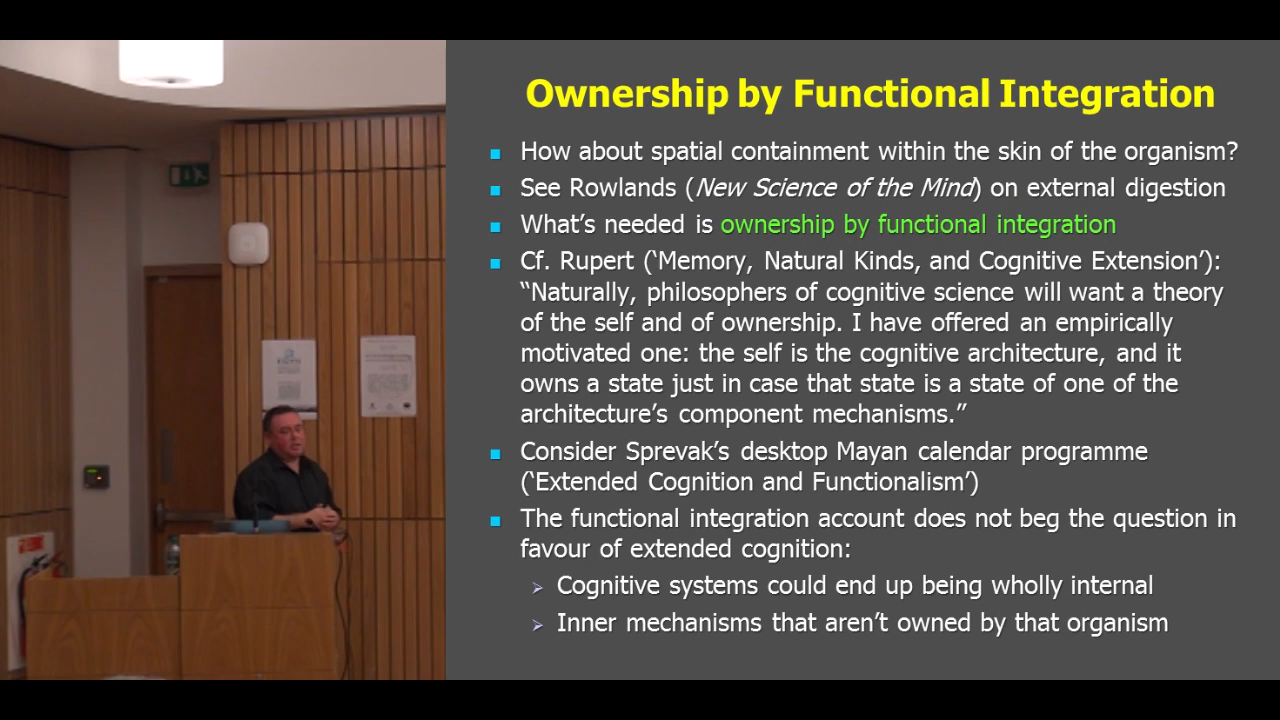 Ownership by Functional Integration
How about spatial containment within the skin of the organism?
See Rowlands (New Science of the Mind) on external digestion
What's needed is ownership by functional integration
Cf. Rupert ('Memory, Natural Kinds, and Cognitive Extension'):
“Naturally, philosophers of cognitive science will want a theory
of the self and of ownership. I have offered an empirically
motivated one: the self is the cognitive architecture, and it
owns a state just in case that state is a state of one of the
architecture's component mechanisms.”
Consider Sprevak's desktop Mayan calendar programme
('Extended Cognition and Functionalism')
The functional integration account does not beg the question in
favour of extended cognition:
Cognitive systems could end up being wholly internal
Inner mechanisms that aren't owned by that organism